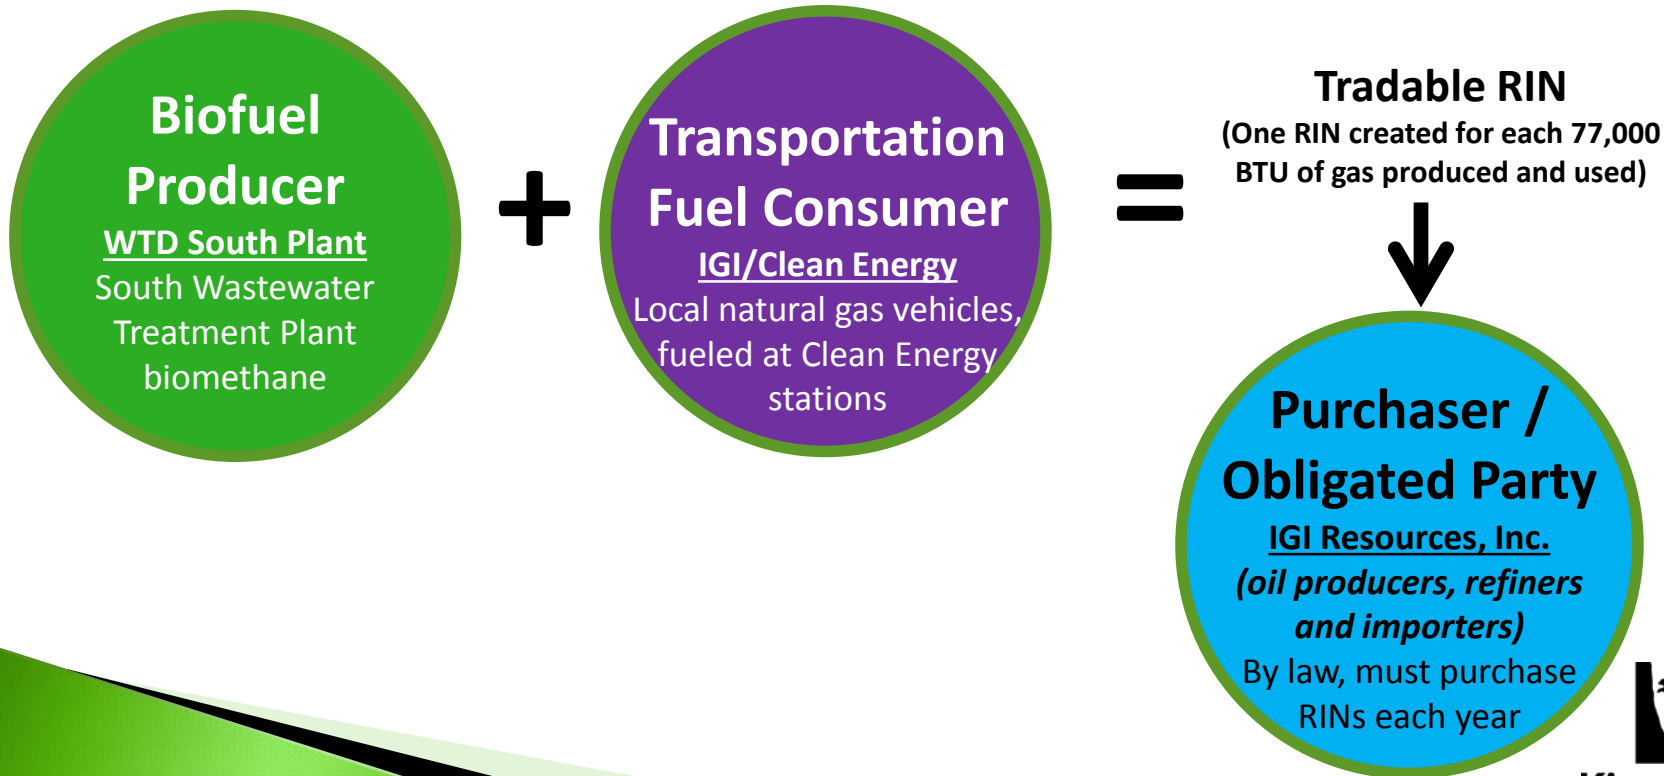 Biofuel
Producer
WTD South Plant
South Wastewater
Treatment Plant
biomethane
+
Transportation
Fuel Consumer
IGI/Clean Energy
Local natural gas vehicles,
fueled at Clean Energy
stations
=
Tradable RIN
(One RIN created for each 77,000
BTU of gas produced and used)
Purchaser /
Obligated Party
IGI Resources, Inc.
(oil producers, refiners
and importers)
By law, must purchase
RINs each year